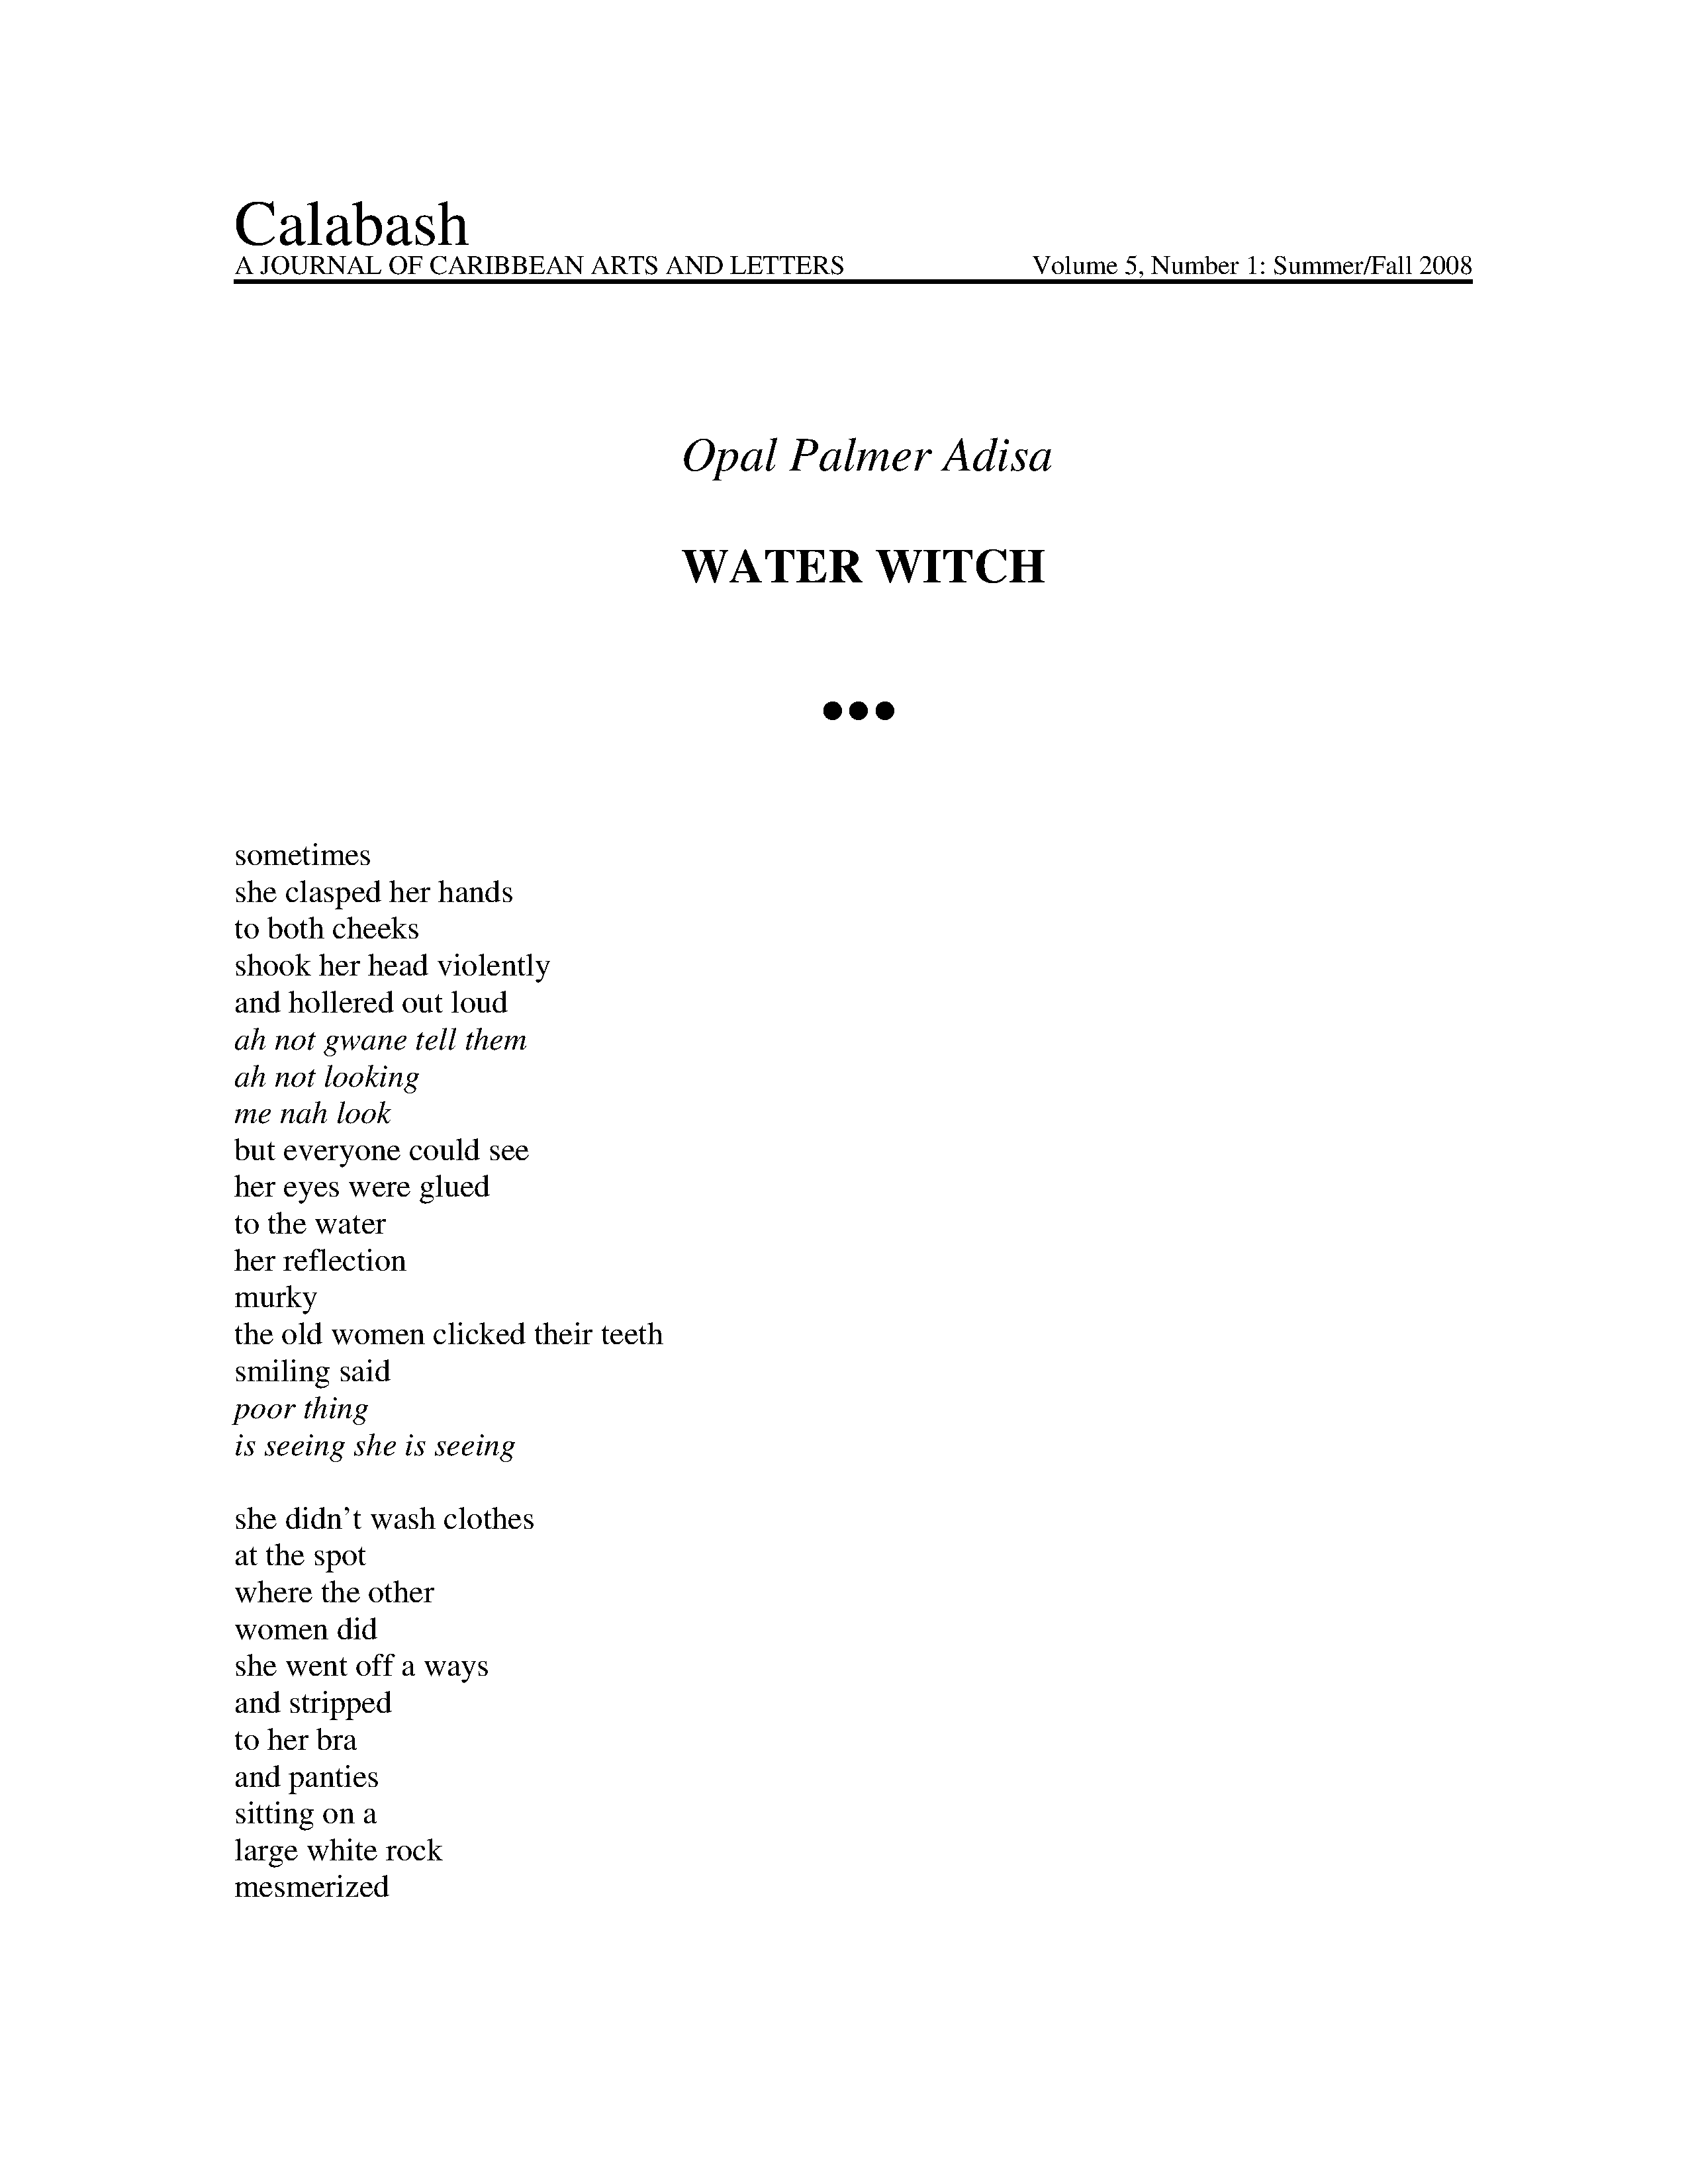 Calabash
A JOURNAL OF CARIBBEAN ARTS AND LETTERS Volume 5, Number 1: Summer/Fall 2008
Opal Palmer Adisa
WATER WITCH
●●●
sometimes
she clasped her hands
to both cheeks
shook her head violently
and hollered out loud
ah not gwane tell them
ah not looking
me nah look
but everyone could see
her eyes were glued
to the water
her reflection
murky
the old women clicked their teeth
smiling said
poor thing
is seeing she is seeing

she didn't wash clothes
at the spot
where the other
women did
she went off a ways
and stripped
to her bra
and panties
sitting on a
large white rock
mesmerized